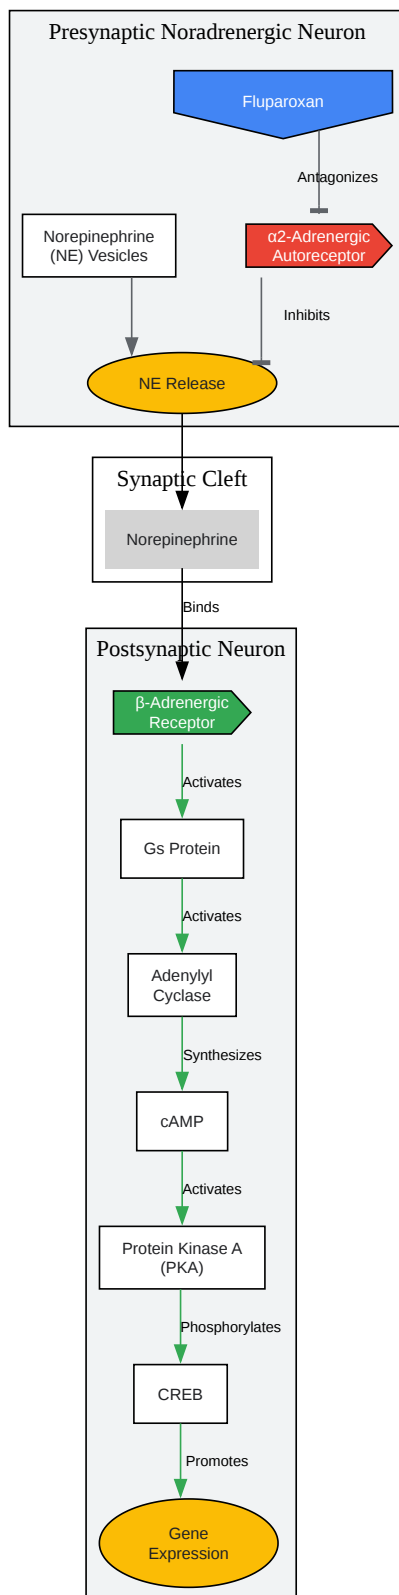 Presynaptic Noradrenergic Neuron
Fluparoxan
Antagonizes
Norepinephrine
(NE) Vesicles
α2-Adrenergic
Autoreceptor
Inhibits
NE Release
Synaptic Cleft
Norepinephrine
Binds
Postsynaptic Neuron
β-Adrenergic
Receptor
Activates
Gs Protein
Activates
Adenylyl
Cyclase
Synthesizes
cAMP
Activates
Protein Kinase A
(PKA)
Phosphorylates
CREB
Promotes
Gene
Expression